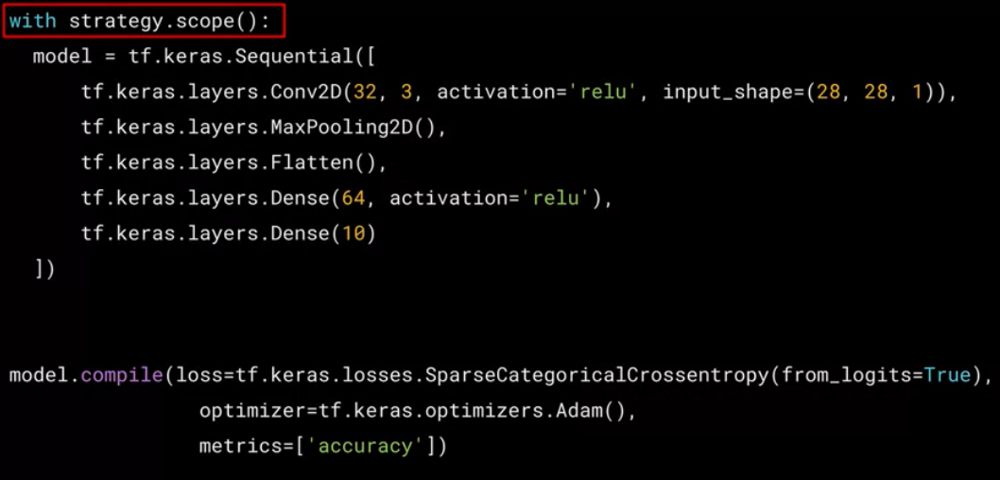 with strategy.scope():
  model = tf.keras.Sequential([
      tf.keras.layers.Conv2D(32, 3, activation='relu', input_shape=(28, 28, 1)),
      tf.keras.layers.MaxPooling2D(),
      tf.keras.layers.Flatten(),
      tf.keras.layers.Dense(64, activation='relu'),
      tf.keras.layers.Dense(10)
  ])
model.compile(loss=tf.keras.losses.SparseCategoricalCrossentropy(from_logits=True),
                optimizer=tf.keras.optimizers.Adam(),
                metrics=['accuracy'])